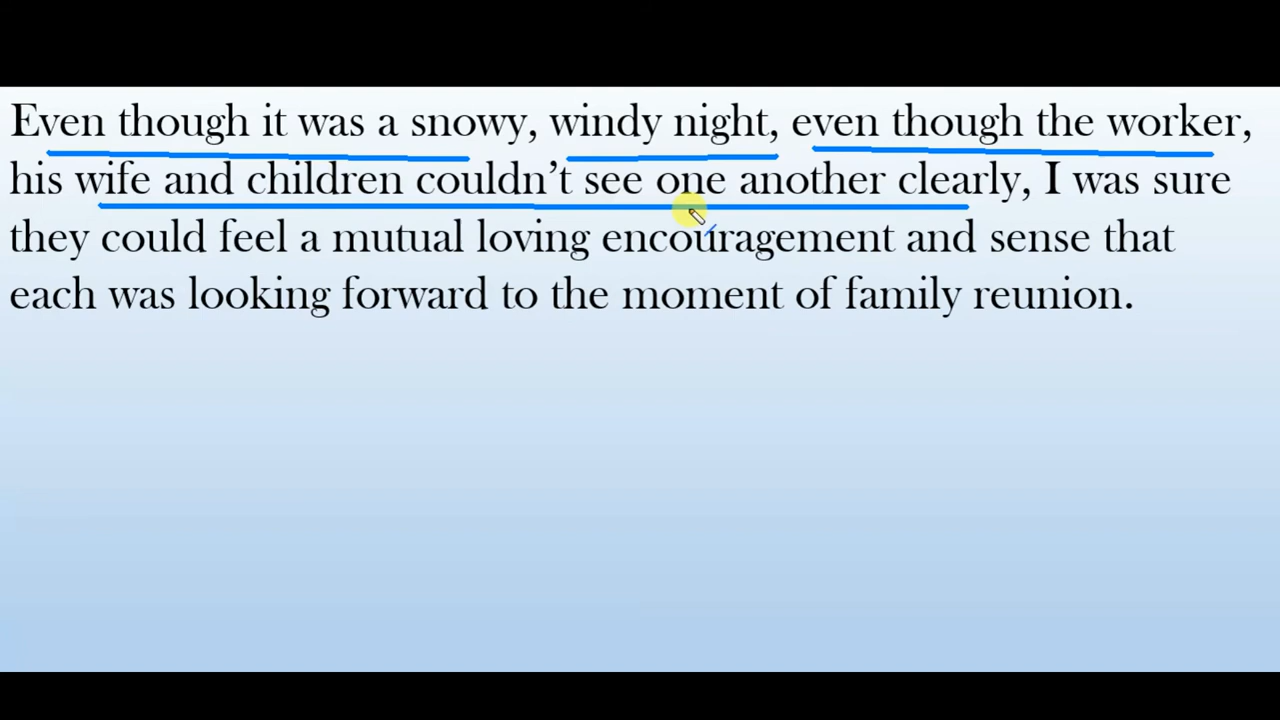 Even though it was a snowy, windy night, even though the worker,
his wife and children couldn’t see one another clearly, I was sure
they could feel a mutual loving encouragement and sense that
each was looking forward to the moment of family reunion.